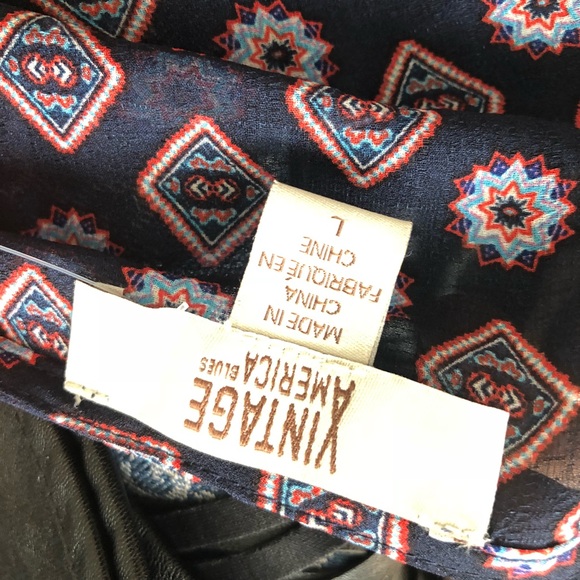 VINTAGE
AMERICA BLUES
MADE IN
CHINA
FABRIQUÉ EN
CHINE
L